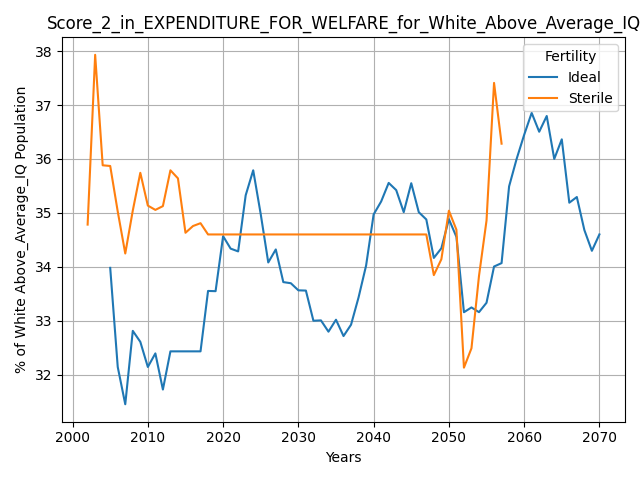 Score_2_in_EXPENDITURE_FOR_WELFARE_for_White_Above_Average_IQ
% of White Above_Average_IQ Population
38
37
36
35
34
33
32
Fertility
Ideal
Sterile
2000 2010 2020 2030 2040 2050 2060 2070
Years